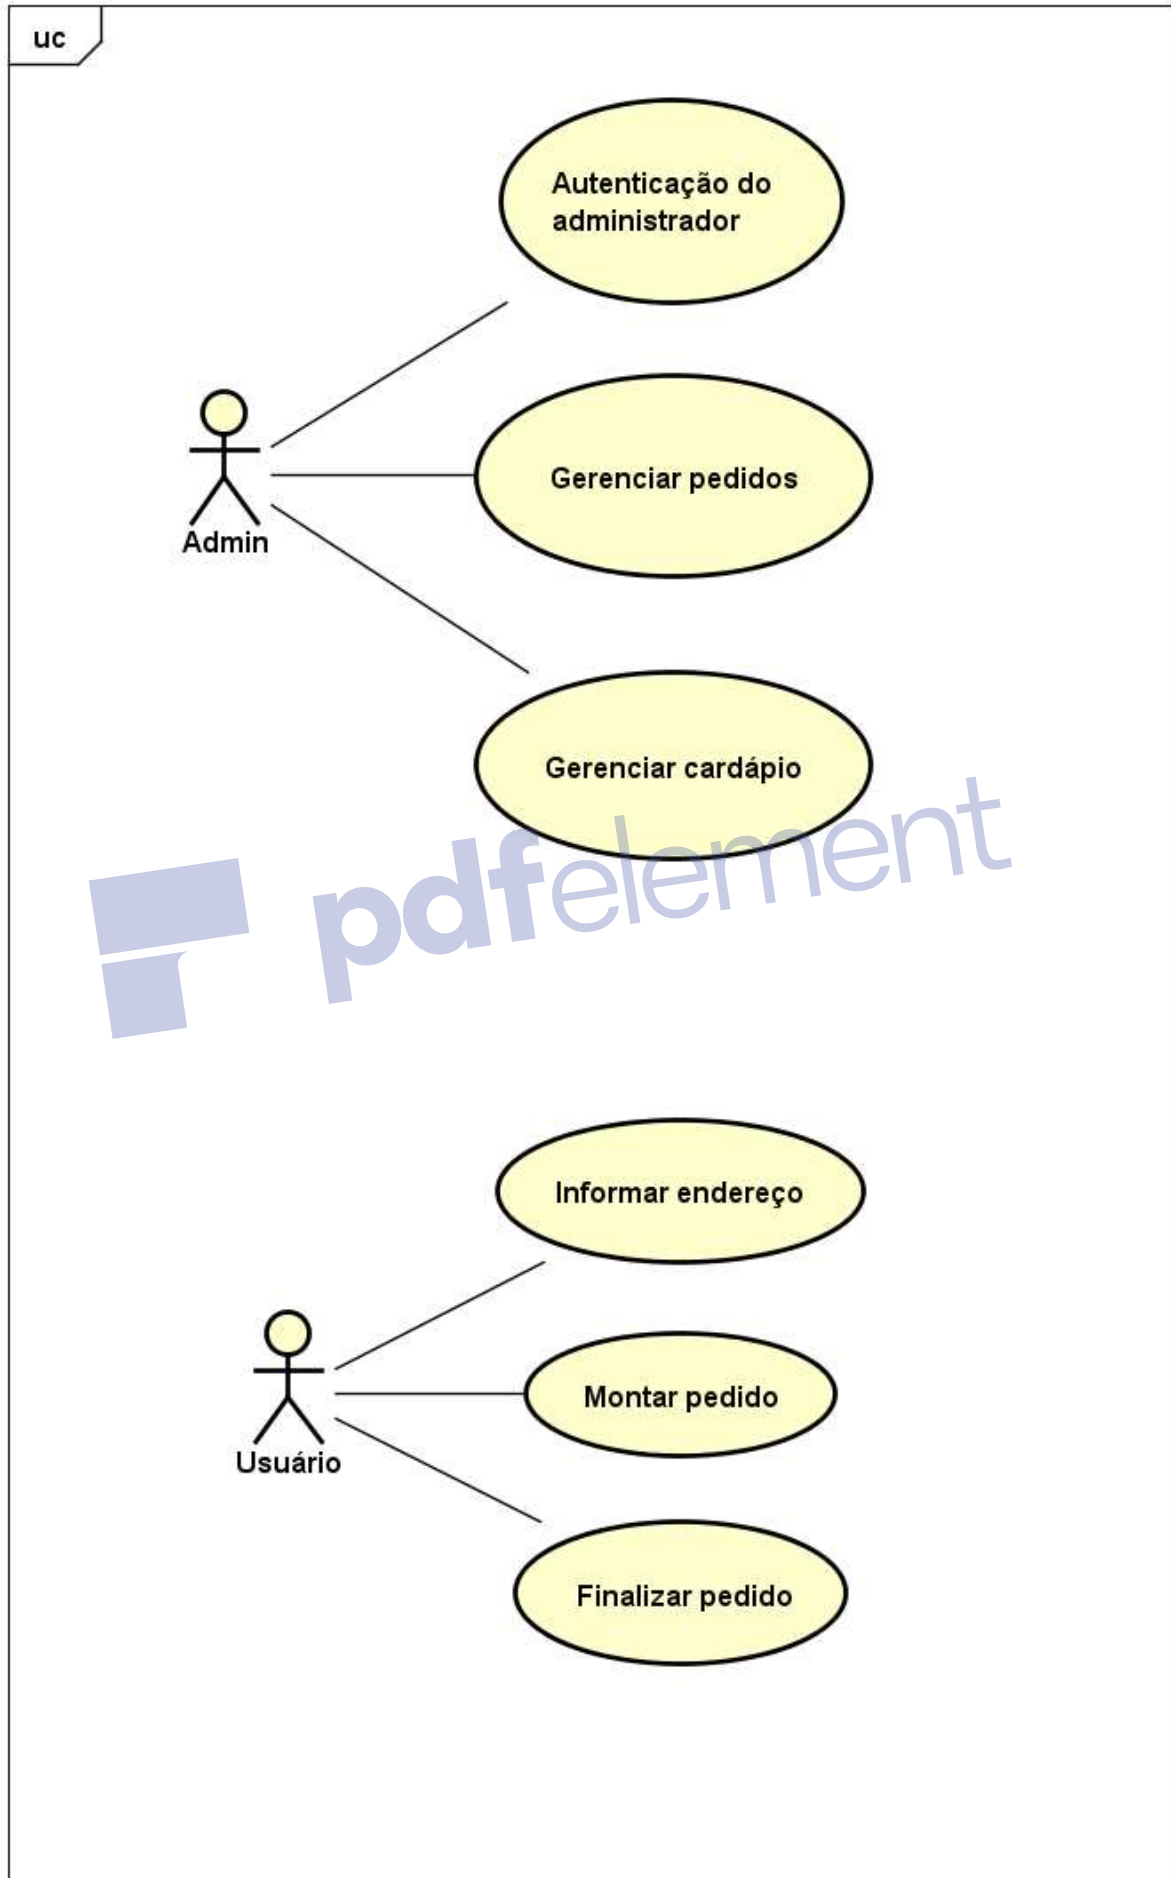 uc
Autenticação do
administrador
Gerenciar pedidos
Admin
Gerenciar cardápio
pdfelement
Informar endereço
Montar pedido
Usuário
Finalizar pedido